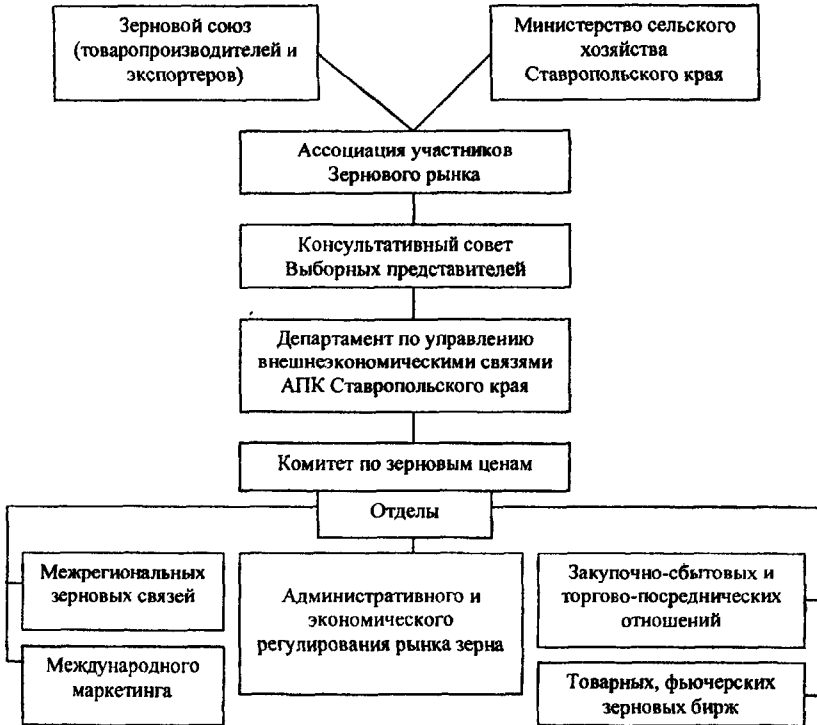 Зерновой союз
(товаропроизводителей и
экспортеров)
Министерство сельского
хозяйства
Ставропольского края
Ассоциация участников
Зернового рынка
Консультативный совет
Выборных представителей
Департамент по управлению
внешнеэкономическими связями
АПК Ставропольского края
Комитет по зерновым ценам
Отделы
Межрегиональных
зерновых связей
Международного
маркетинга
Административного и
экономического
регулирования рынка зерна
Закупочно-сбытовых и
торгово-посреднических
отношений
Товарных, фьючерских
зерновых бирж